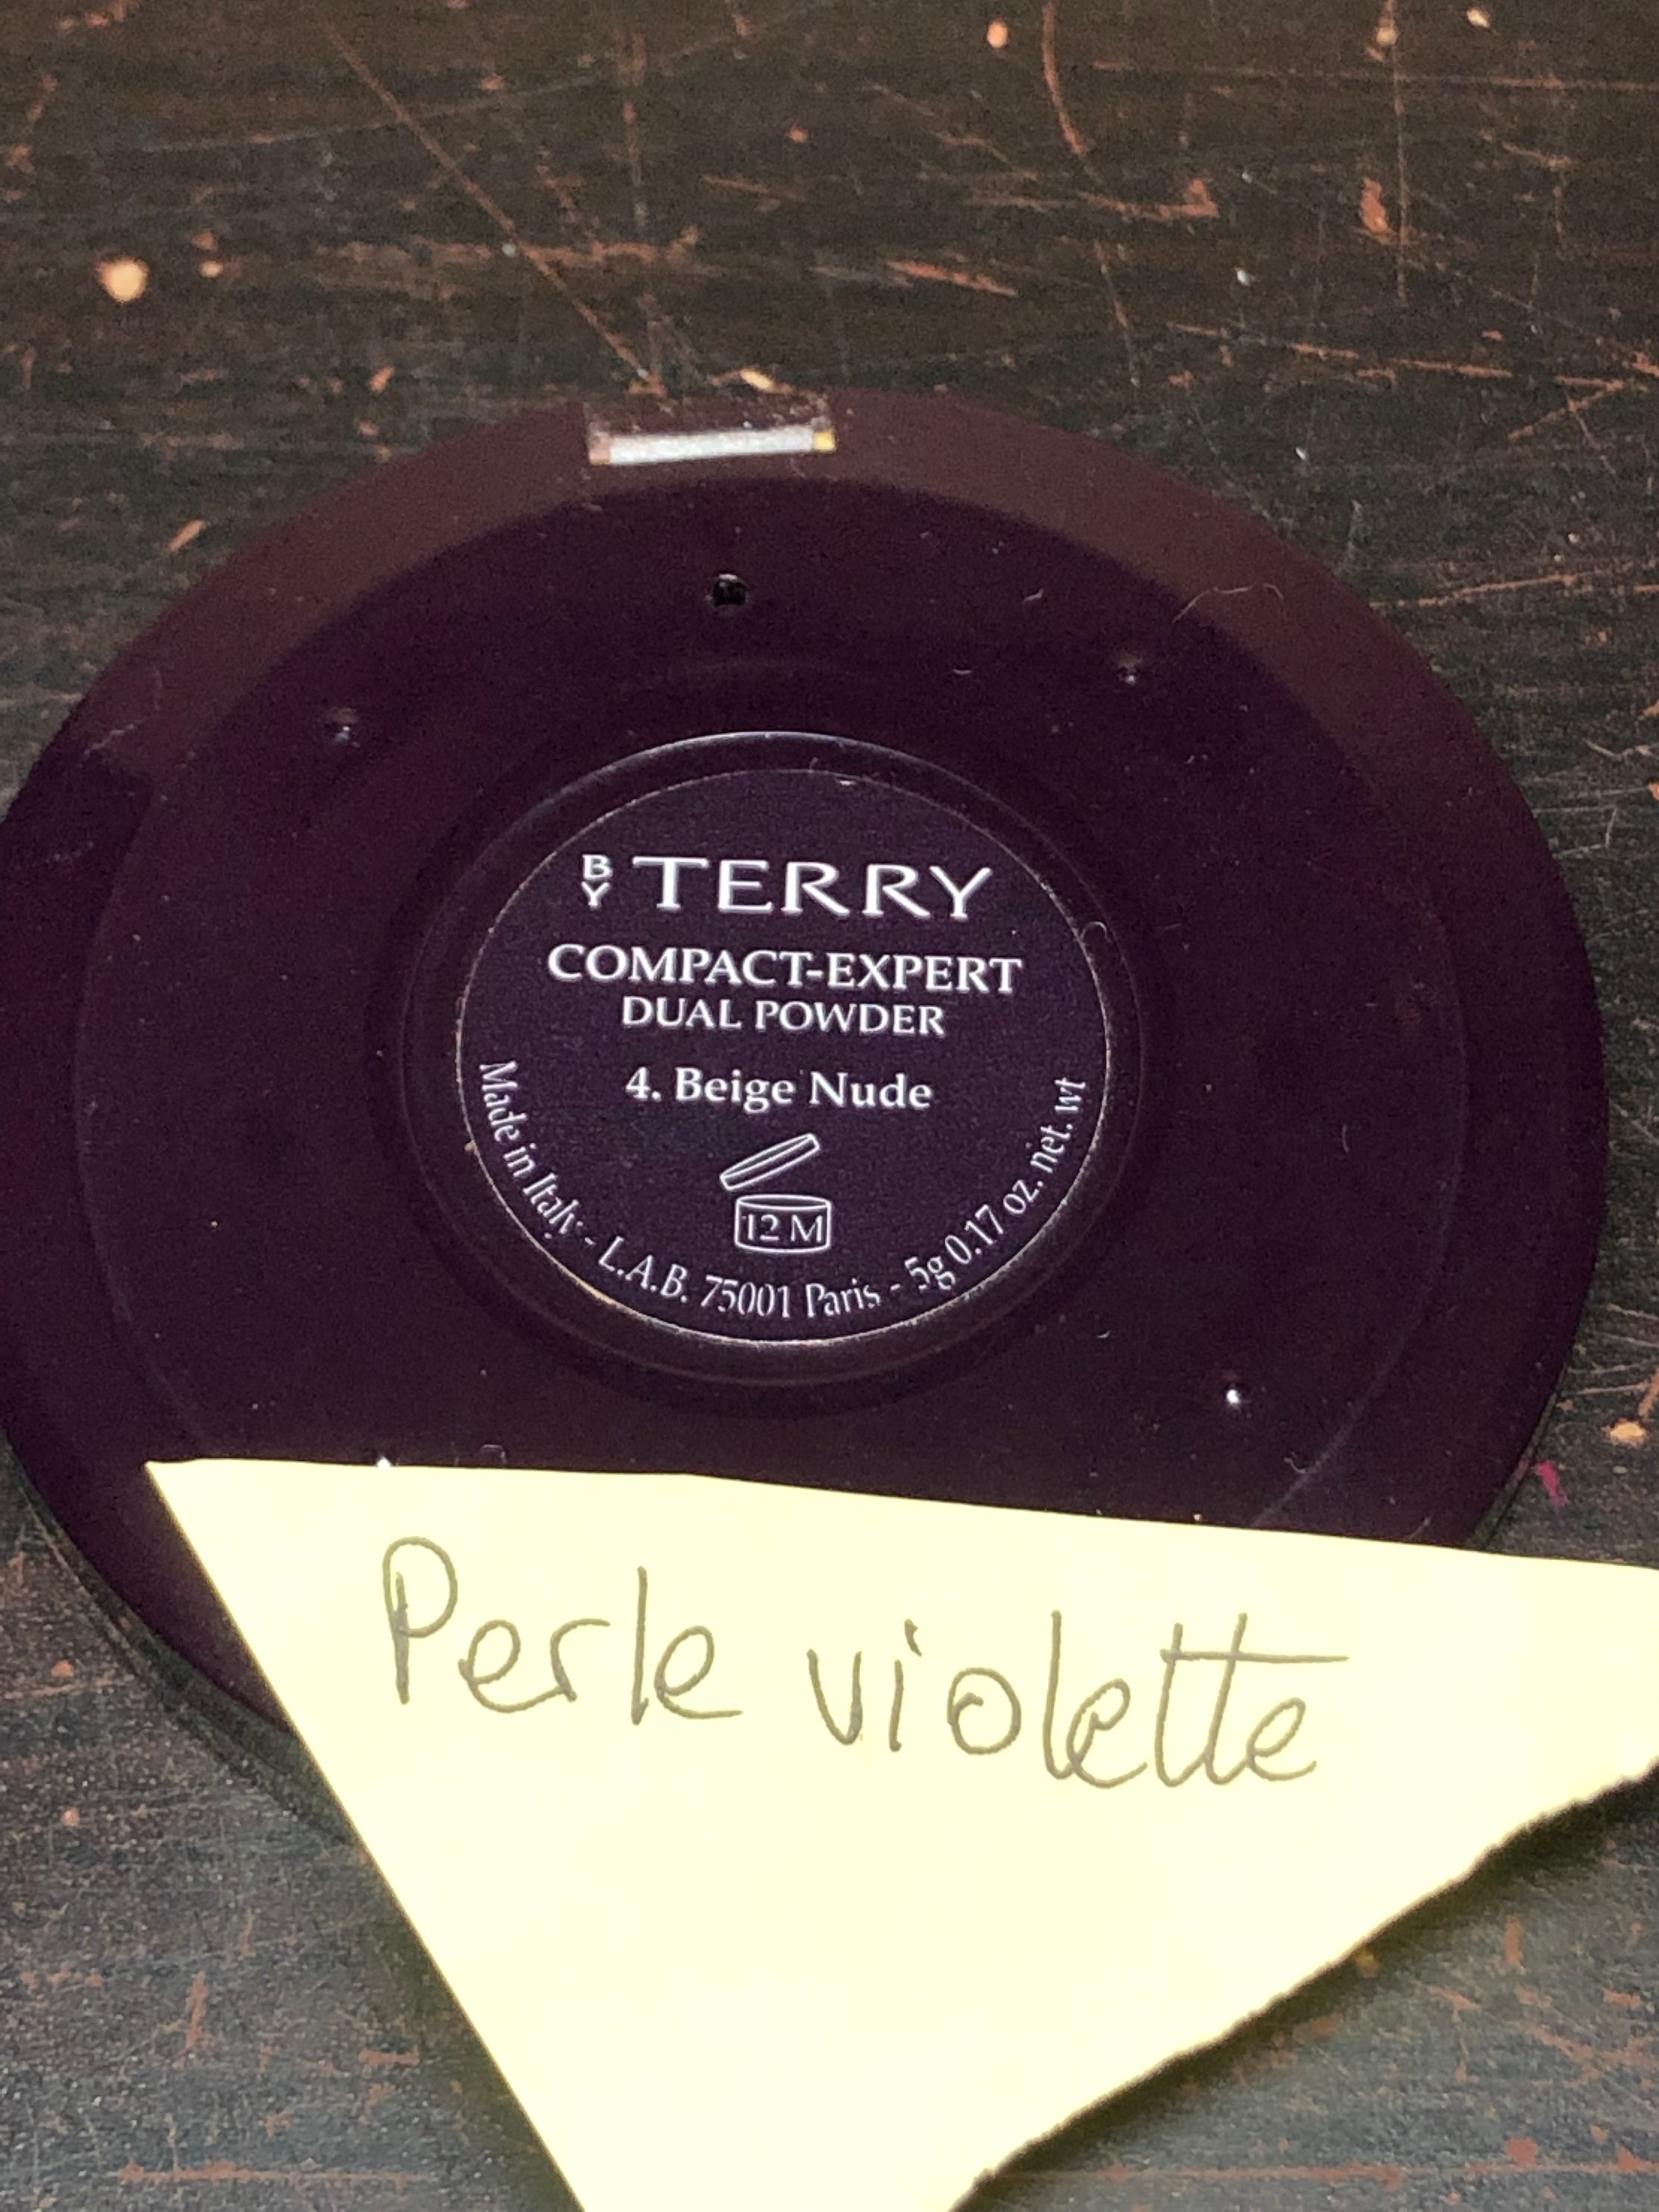 BY TERRY
COMPACT-EXPERT
DUAL POWDER
4. Beige Nude
12 M
Made in Italy - L.A.B. 75001 Paris - 5g 0.17 oz. net. wt
Perle violette